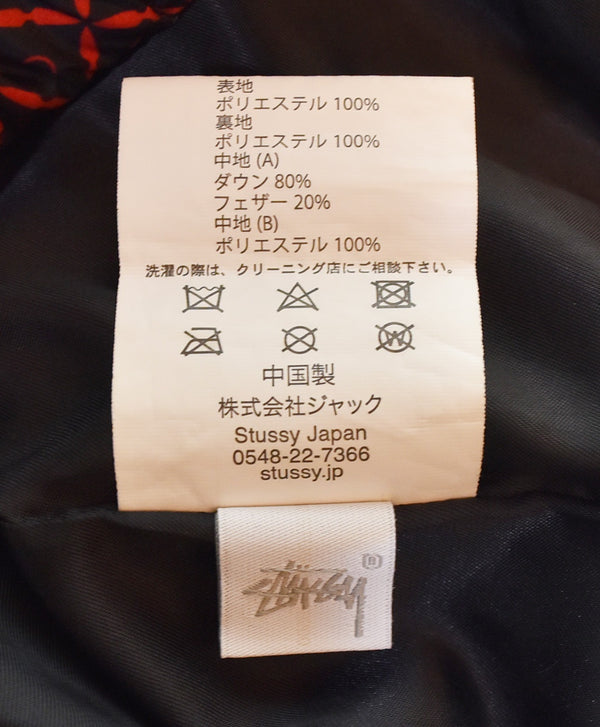 表地
ポリエステル 100%
裏地
ポリエステル 100%
中地 (A)
ダウン 80%
フェザー 20%
中地 (B)
ポリエステル 100%
洗濯の際は、クリーニング店にご相談下さい。
W
中国製
株式会社ジャック
Stussy Japan
0548-22-7366
stussy.jp
STÜSSY